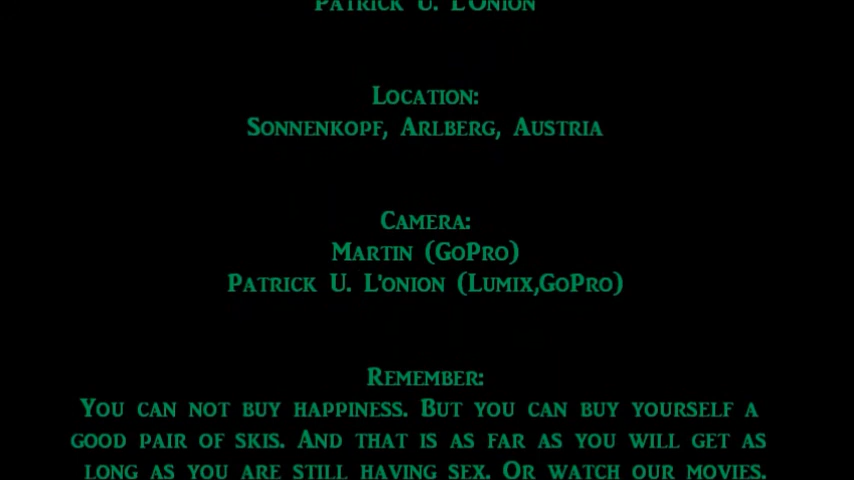 Patrick U. L'Onion
Location:
Sonnenkopf, Arlberg, Austria
Camera:
Martin (GoPro)
Patrick U. L'onion (Lumix,GoPro)
Remember:
You can not buy happiness. But you can buy yourself a
good pair of skis. And that is as far as you will get as
long as you are still having sex. Or watch our movies.